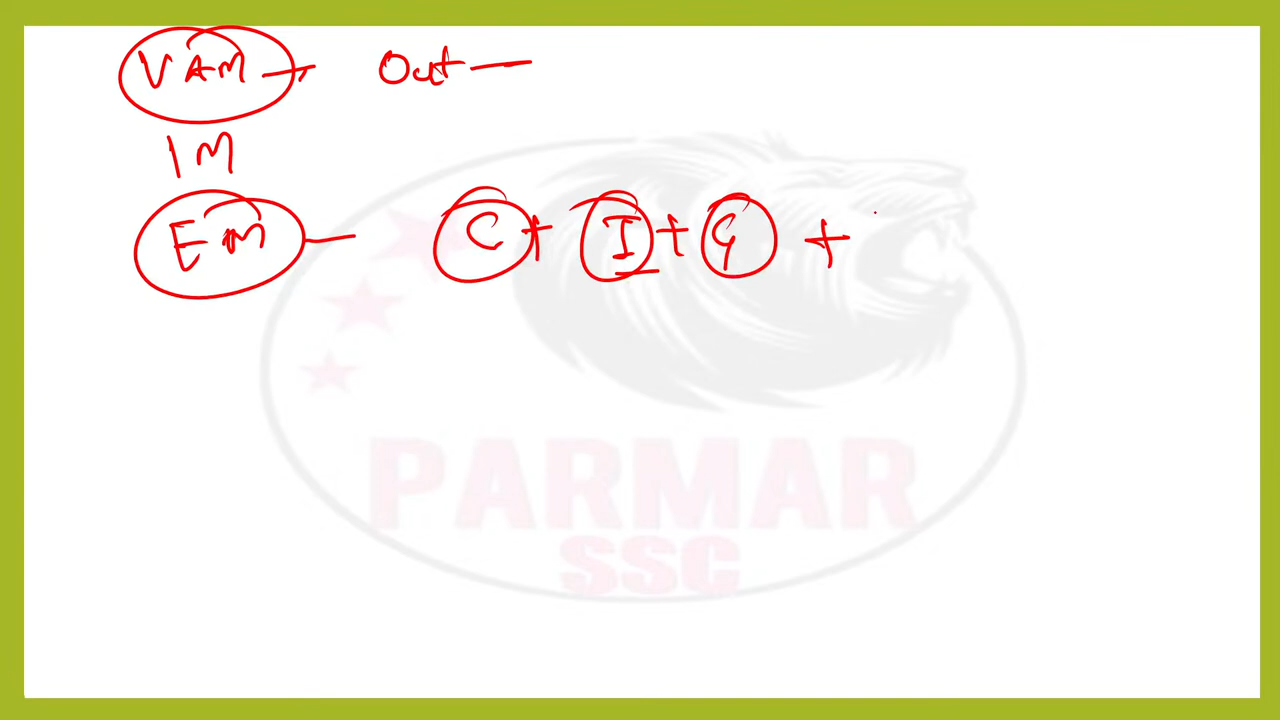 VAM → Out —
IM
EM — C + I + G +
PARMAR
SSC